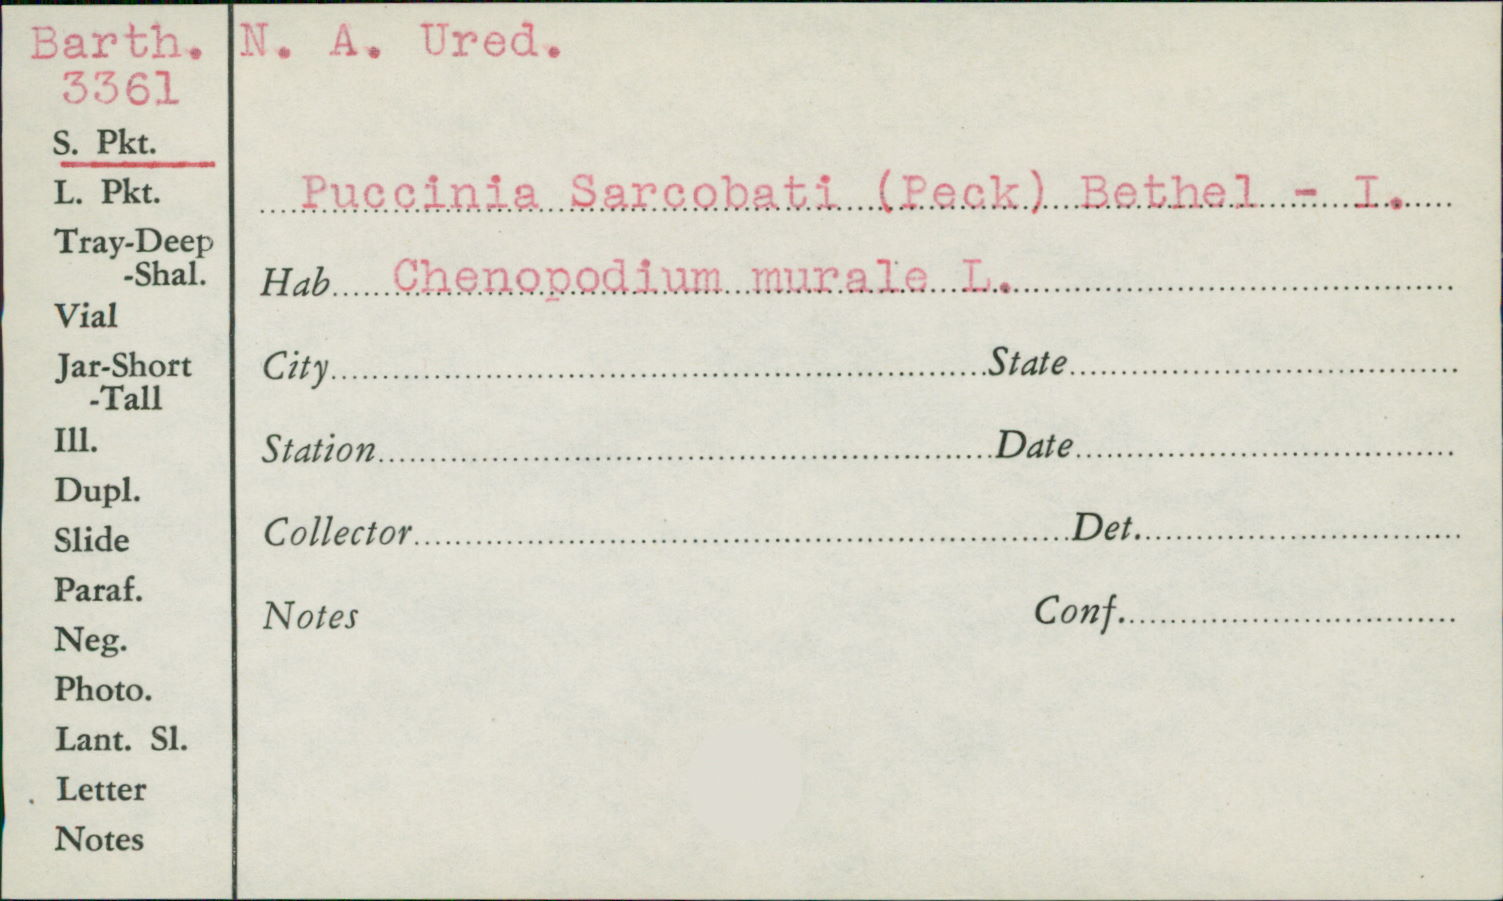 Barth. N. A. Ured.
3361
S. Pkt.
L. Pkt.
Tray-Deep
-Shal.
Vial
Jar-Short
-Tall
Ill.
Dupl.
Slide
Paraf.
Neg.
Photo.
Lant. Sl.
Letter
Notes
Puccinia Sarcobati (Peck) Bethel - I.
Hab Chenopodium murale L.
City State
Station Date
Collector Det.
Notes Conf.